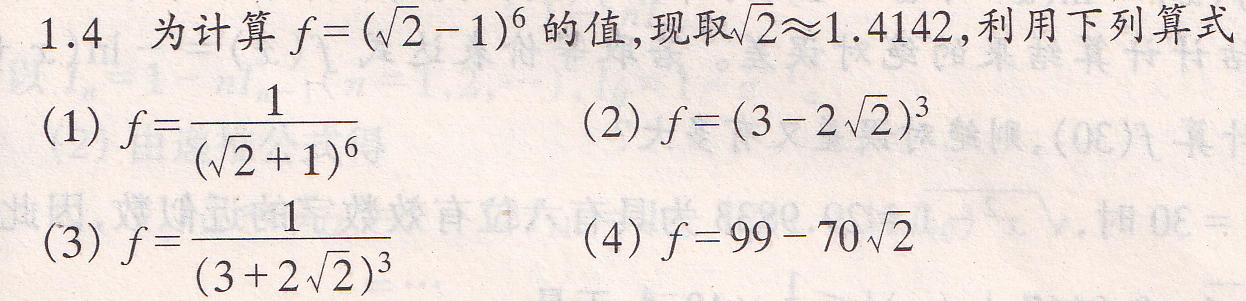 1.4 为计算 f=(√2-1)⁶ 的值,现取√2≈1.4142,利用下列算式
(1) f=1/(√2+1)⁶ (2) f=(3-2√2)³
(3) f=1/(3+2√2)³ (4) f=99-70√2